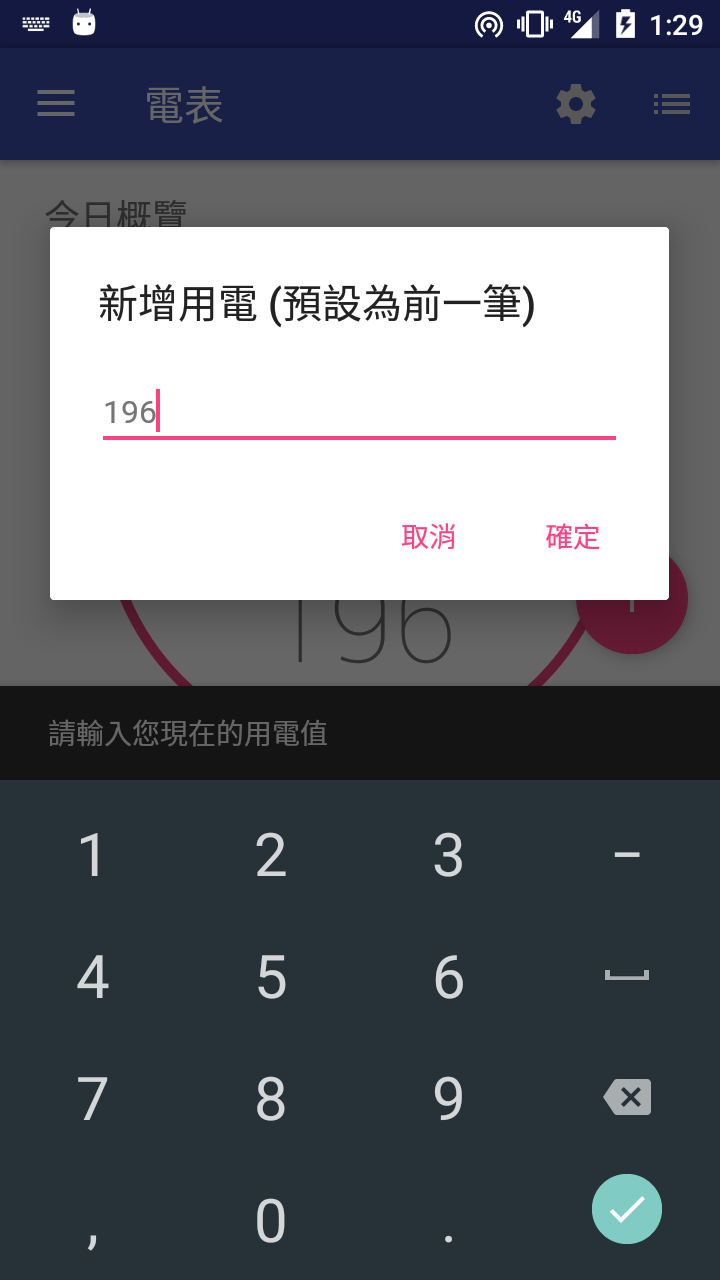 4G 1:29
電表
今日概覽
新增用電 (預設為前一筆)
196
取消 確定
196
請輸入您現在的用電值
1 2 3 –
4 5 6
7 8 9
, 0 .